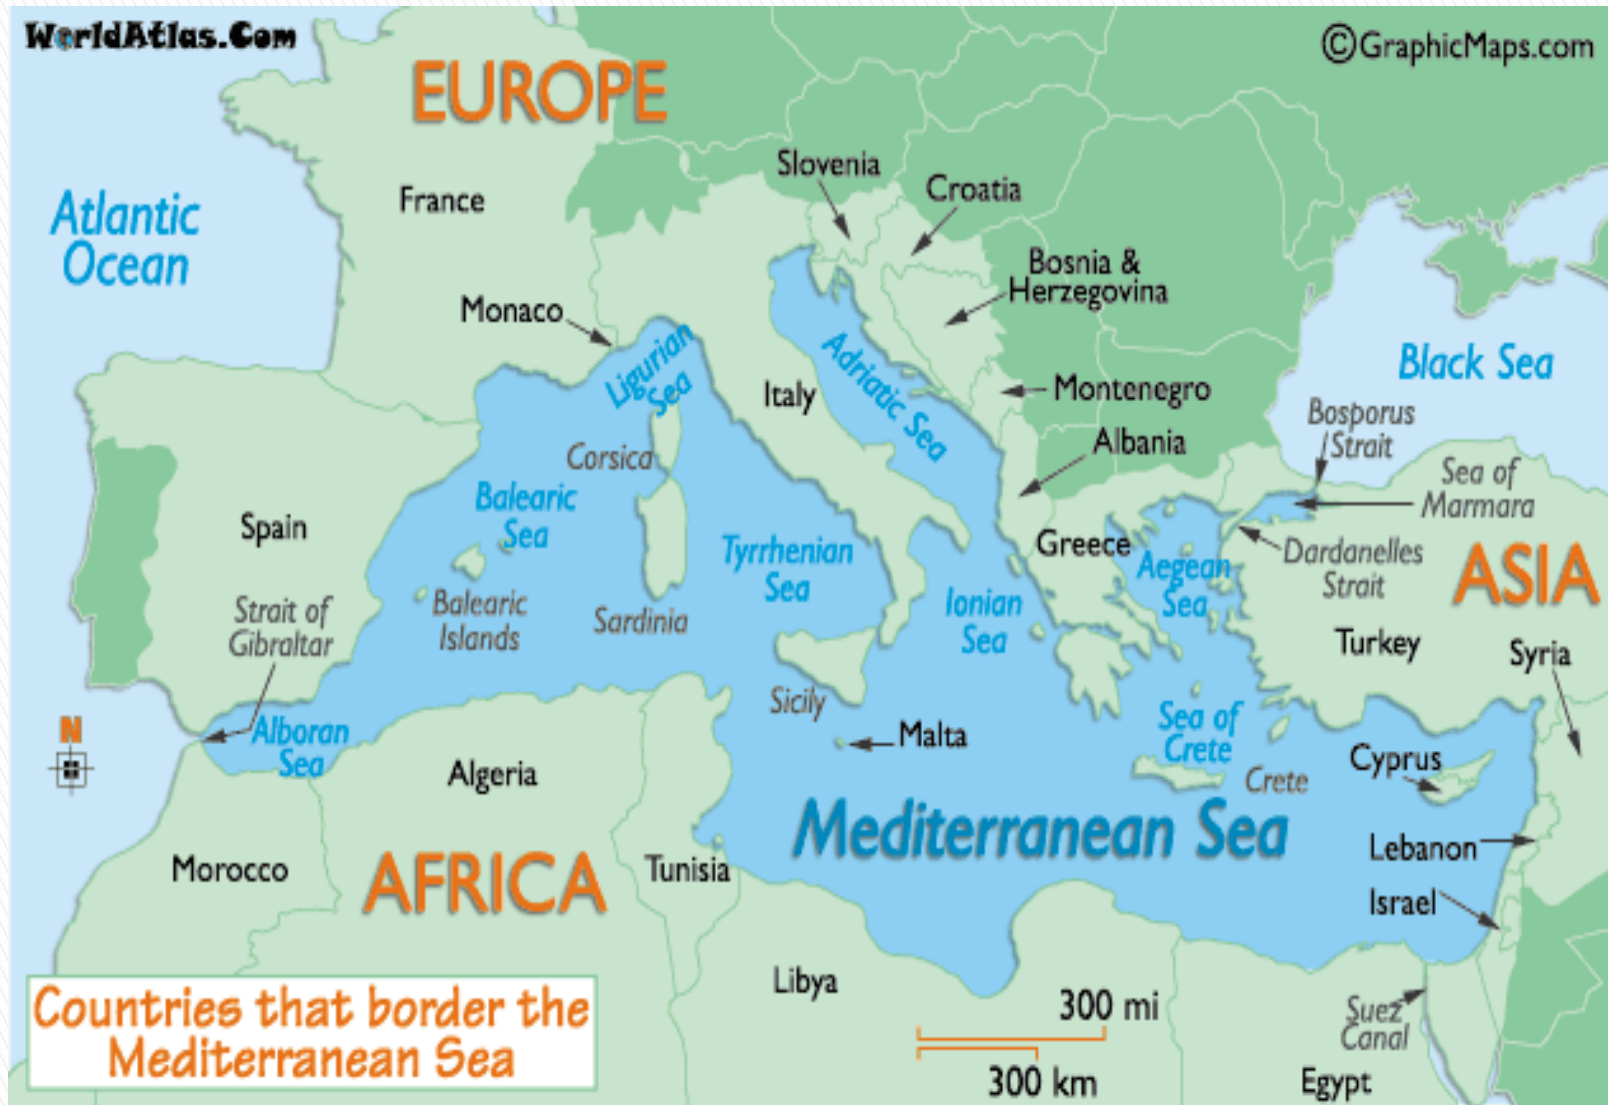 WorldAtlas.Com
©GraphicMaps.com
EUROPE
Slovenia
Croatia
France
Atlantic
Ocean
Bosnia &
Herzegovina
Monaco
Ligurian
Sea
Adriatic Sea
Italy
Montenegro
Black Sea
Bosporus
Strait
Albania
Corsica
Sea of
Marmara
Balearic
Sea
Spain
Tyrrhenian
Sea
Greece
Aegean
Sea
Dardanelles
Strait
ASIA
Strait of
Gibraltar
Balearic
Islands
Sardinia
Ionian
Sea
Turkey
Syria
Sicily
N
Alboran
Sea
Malta
Sea of
Crete
Crete
Cyprus
Algeria
Mediterranean Sea
Lebanon
Morocco
AFRICA
Tunisia
Israel
Libya
Countries that border the
Mediterranean Sea
300 mi
300 km
Suez
Canal
Egypt